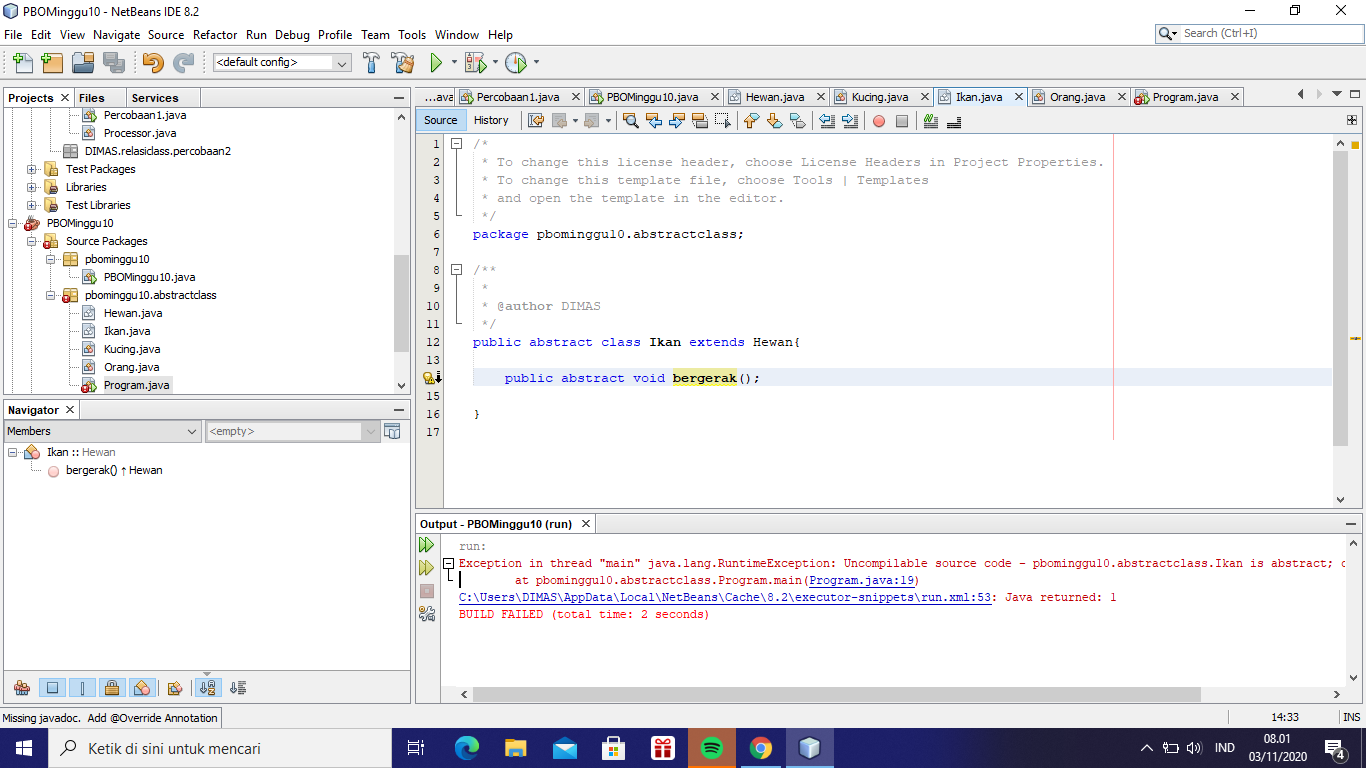 PBOMinggu10 - NetBeans IDE 8.2
File Edit View Navigate Source Refactor Run Debug Profile Team Tools Window Help
Search (Ctrl+I)
<default config>
Projects Files Services
Percobaan1.java
Processor.java
DIMAS.relasiclass.percobaan2
Test Packages
Libraries
Test Libraries
PBOMinggu10
Source Packages
pbominggu10
PBOMinggu10.java
pbominggu10.abstractclass
Hewan.java
Ikan.java
Kucing.java
Orang.java
Program.java
Navigator
Members
<empty>
Ikan :: Hewan
bergerak() ↑ Hewan
...ava Percobaan1.java PBOMinggu10.java Hewan.java Kucing.java Ikan.java Orang.java Program.java
Source History
1 /*
2 * To change this license header, choose License Headers in Project Properties.
3 * To change this template file, choose Tools | Templates
4 * and open the template in the editor.
5 */
6 package pbominggu10.abstractclass;
7
8 /**
9 *
10 * @author DIMAS
11 */
12 public abstract class Ikan extends Hewan{
13
public abstract void bergerak();
15
16 }
17
Output - PBOMinggu10 (run)
run:
Exception in thread "main" java.lang.RuntimeException: Uncompilable source code - pbominggu10.abstractclass.Ikan is abstract;
at pbominggu10.abstractclass.Program.main(Program.java:19)
C:\Users\DIMAS\AppData\Local\NetBeans\Cache\8.2\executor-snippets\run.xml:53: Java returned: 1
BUILD FAILED (total time: 2 seconds)
Missing javadoc. Add @Override Annotation
14:33 INS
Ketik di sini untuk mencari
IND
08.01
03/11/2020
4